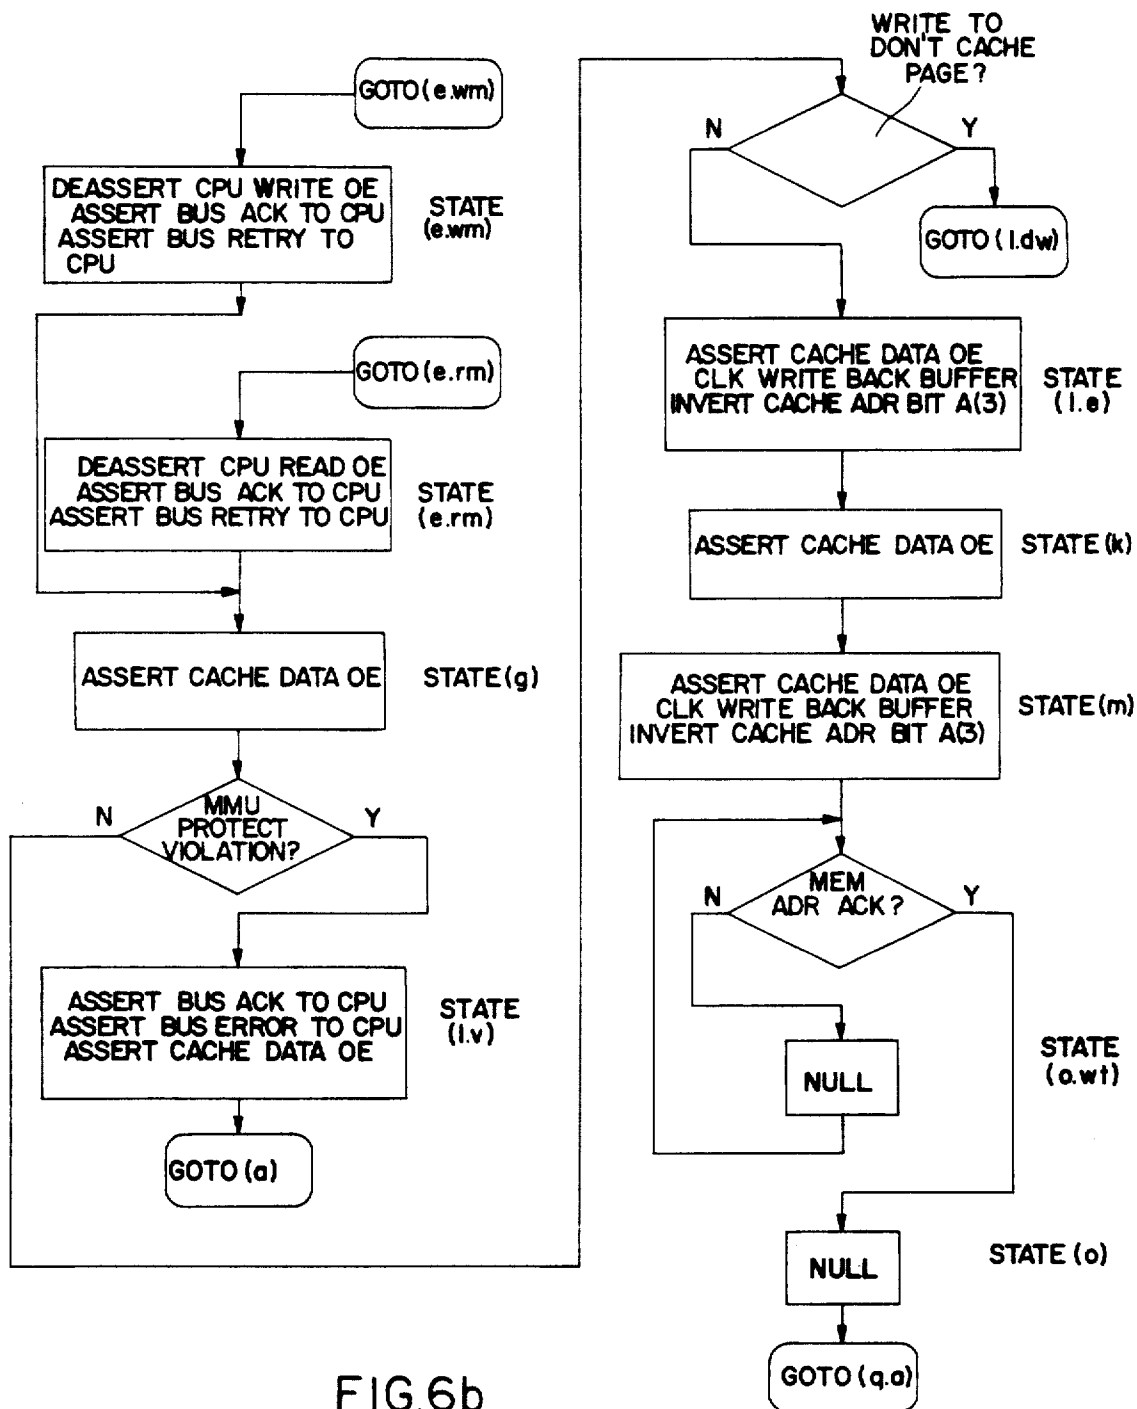 GOTO(e.wm)
DEASSERT CPU WRITE OE
ASSERT BUS ACK TO CPU
ASSERT BUS RETRY TO
CPU
STATE
(e.wm)
GOTO(e.rm)
DEASSERT CPU READ OE
ASSERT BUS ACK TO CPU
ASSERT BUS RETRY TO CPU
STATE
(e.rm)
ASSERT CACHE DATA OE
STATE(g)
MMU
PROTECT
VIOLATION?
N
Y
ASSERT BUS ACK TO CPU
ASSERT BUS ERROR TO CPU
ASSERT CACHE DATA OE
STATE
(i.v)
GOTO(a)
WRITE TO
DON'T CACHE
PAGE?
N
Y
GOTO(i.dw)
ASSERT CACHE DATA OE
CLK WRITE BACK BUFFER
INVERT CACHE ADR BIT A(3)
STATE
(i.e)
ASSERT CACHE DATA OE
STATE(k)
ASSERT CACHE DATA OE
CLK WRITE BACK BUFFER
INVERT CACHE ADR BIT A(3)
STATE(m)
MEM
ADR ACK?
N
Y
NULL
STATE
(o.wt)
NULL
STATE(o)
GOTO(q.a)
FIG.6b